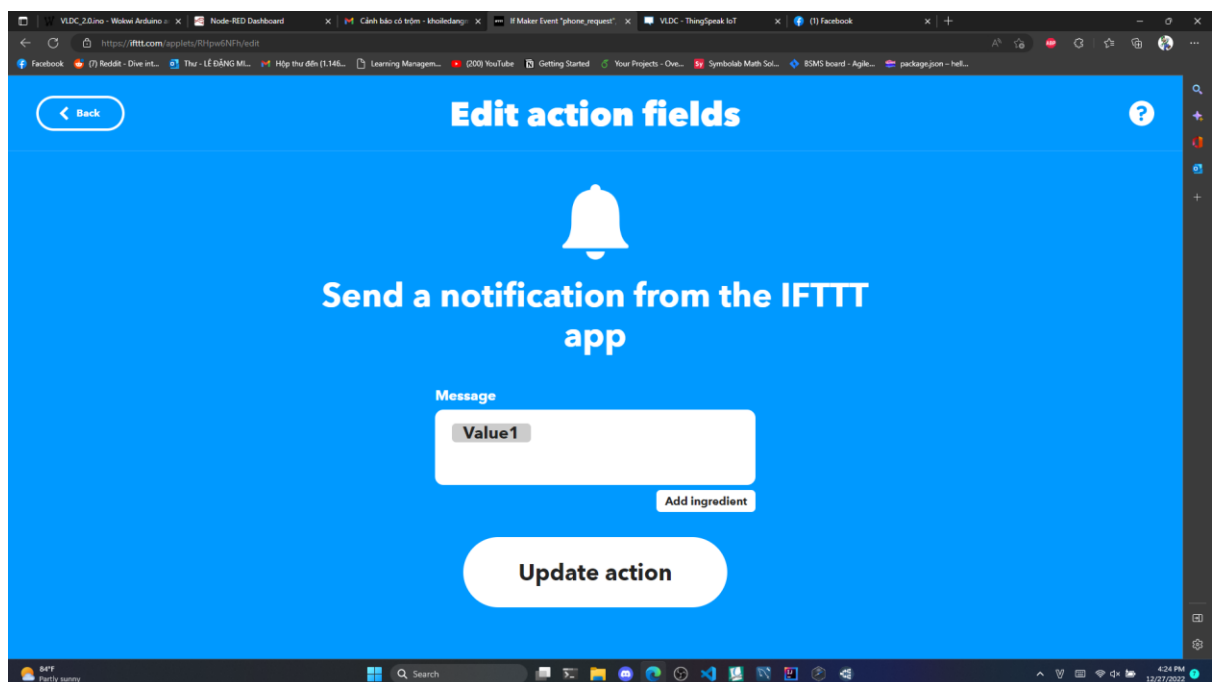 VLDC_2.0.ino - Wokwi Arduino a
Node-RED Dashboard
Cảnh báo có trộm - khoiledang
If Maker Event "phone_request"
VLDC - ThingSpeak IoT
(1) Facebook
https://ifttt.com/applets/RHpw6NFh/edit
Facebook
(7) Reddit - Dive int...
Thư - LÊ ĐĂNG MI...
Hộp thư đến (1.146...
Learning Managem...
(200) YouTube
Getting Started
Your Projects - Ove...
Sy
Symbolab Math Sol...
BSMS board - Agile...
package.json – hell...
Back
Edit action fields
?
Send a notification from the IFTTT
app
Message
Value1
Add ingredient
Update action
84°F
Partly sunny
Search
4:24 PM
12/27/2022